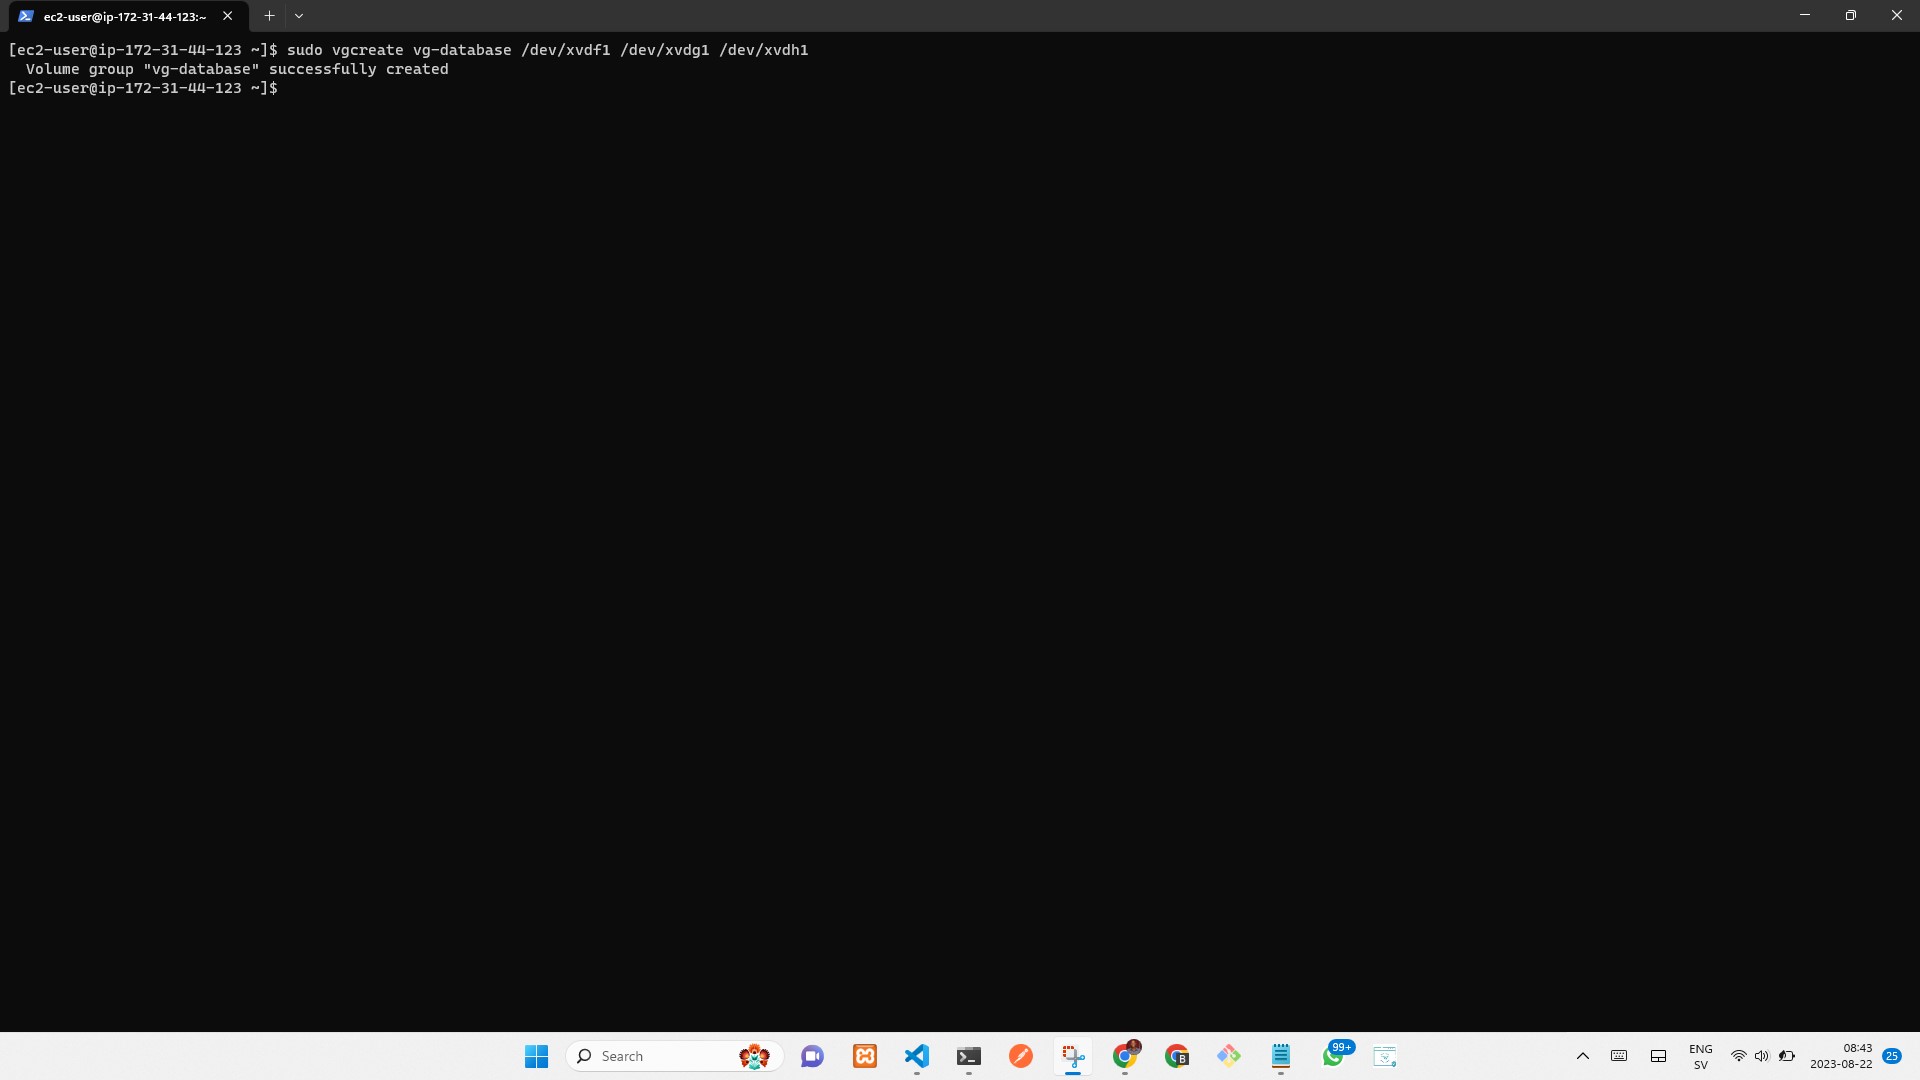 ec2-user@ip-172-31-44-123:~
[ec2-user@ip-172-31-44-123 ~]$ sudo vgcreate vg-database /dev/xvdf1 /dev/xvdg1 /dev/xvdh1
  Volume group "vg-database" successfully created
[ec2-user@ip-172-31-44-123 ~]$
Search
B
99+
ENG
SV
08:43
2023-08-22
25